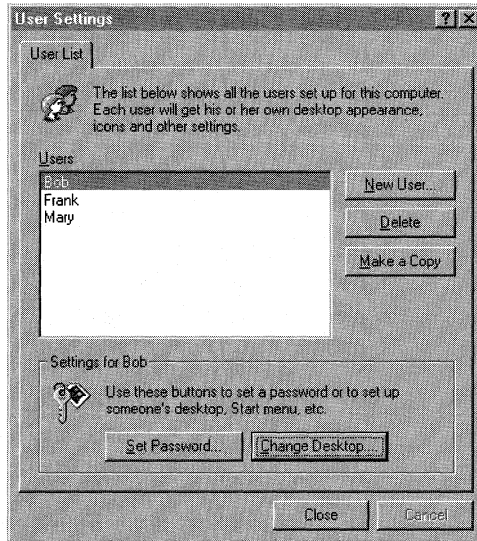 User Settings
User List
The list below shows all the users set up for this computer.
Each user will get his or her own desktop appearance,
icons and other settings.
Users
Bob
Frank
Mary
New User...
Delete
Make a Copy
Settings for Bob
Use these buttons to set a password or to set up
someone's desktop, Start menu, etc.
Set Password...
Change Desktop...
Close
Cancel